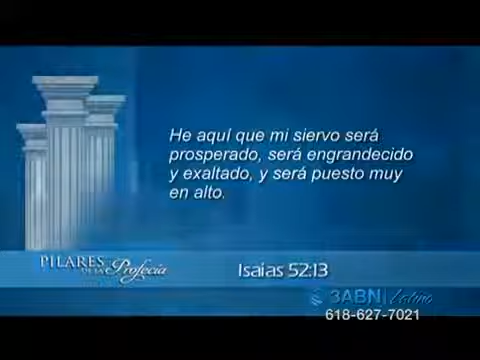 He aquí que mi siervo será
prosperado, será engrandecido
y exaltado, y será puesto muy
en alto.
PILARES
DE LA Profecía
Isaías 52:13
3ABN Latino
618-627-7021